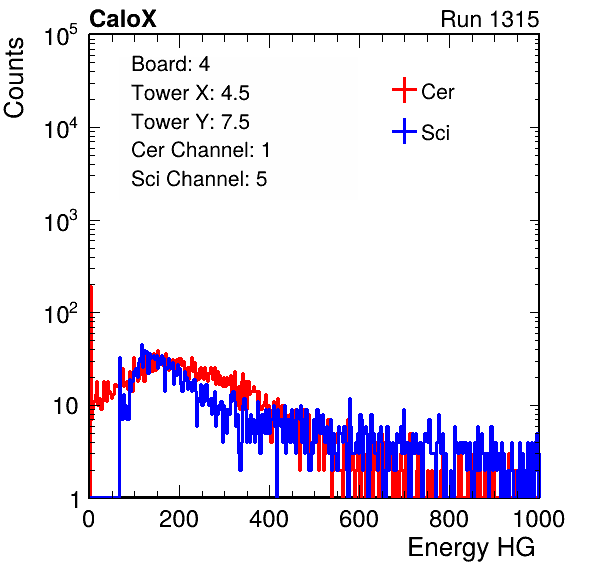 CaloX Run 1315
Counts
10^5
10^4
10^3
10^2
10
1
Board: 4
Tower X: 4.5
Tower Y: 7.5
Cer Channel: 1
Sci Channel: 5
Cer
Sci
0 200 400 600 800 1000
Energy HG